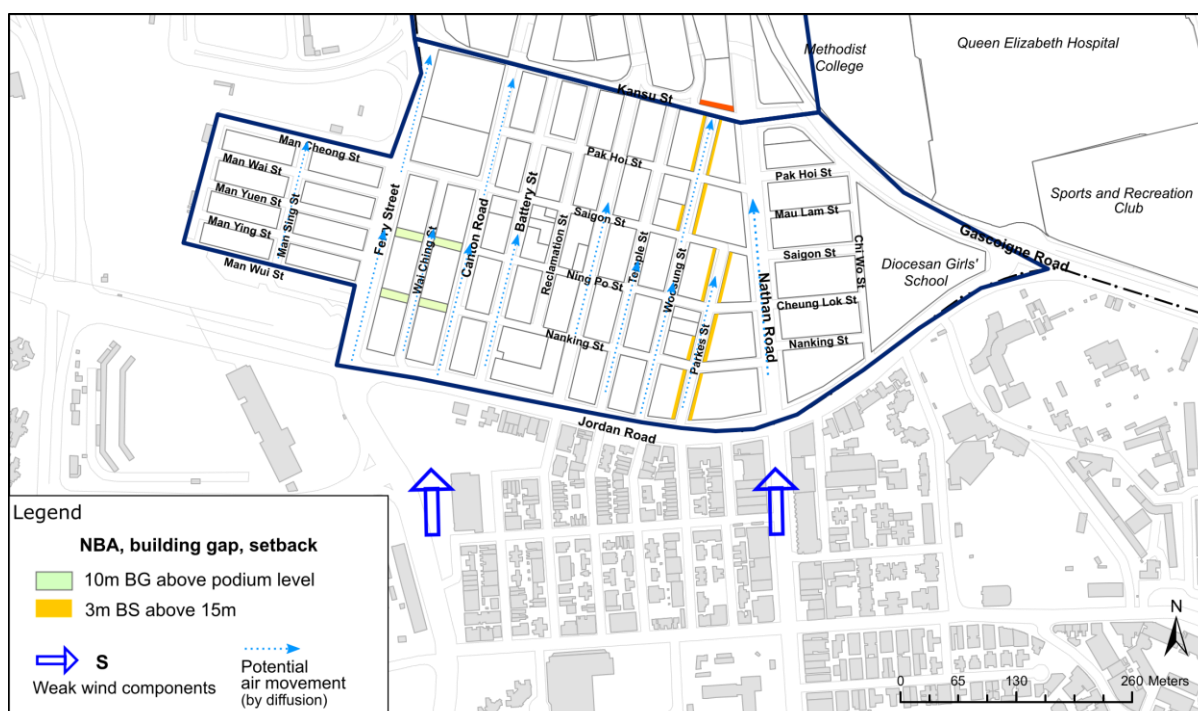 Methodist
College
Queen Elizabeth Hospital
Kansu St
Man Cheong St
Pak Hoi St
Man Wai St
Pak Hoi St
Man Yuen St
Man Sing St
Ferry Street
Battery St
Saigon St
Mau Lam St
Sports and Recreation
Club
Man Ying St
Wai Ching St
Canton Road
Reclamation St
Temple St
Woosung St
Saigon St
Chi Wo St
Gascoigne Road
Man Wui St
Ning Po St
Nathan Road
Diocesan Girls'
School
Cheung Lok St
Nanking St
Parkes St
Nanking St
Jordan Road
Legend
NBA, building gap, setback
10m BG above podium level
3m BS above 15m
S
Weak wind components
Potential
air movement
(by diffusion)
N
0 65 130 260 Meters